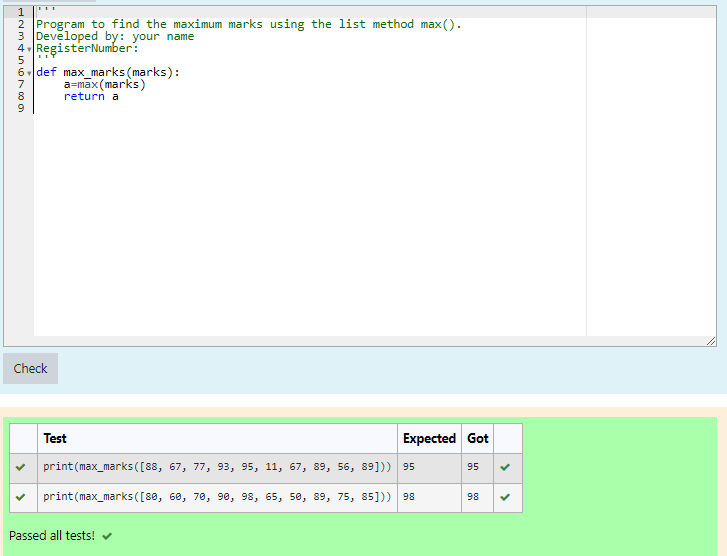 1 '''
2 Program to find the maximum marks using the list method max().
3 Developed by: your name
4 RegisterNumber:
5 '''
6 def max_marks(marks):
7     a=max(marks)
8     return a
9
Check
Test Expected Got
print(max_marks([88, 67, 77, 93, 95, 11, 67, 89, 56, 89])) 95 95
print(max_marks([80, 60, 70, 90, 98, 65, 50, 89, 75, 85])) 98 98
Passed all tests!